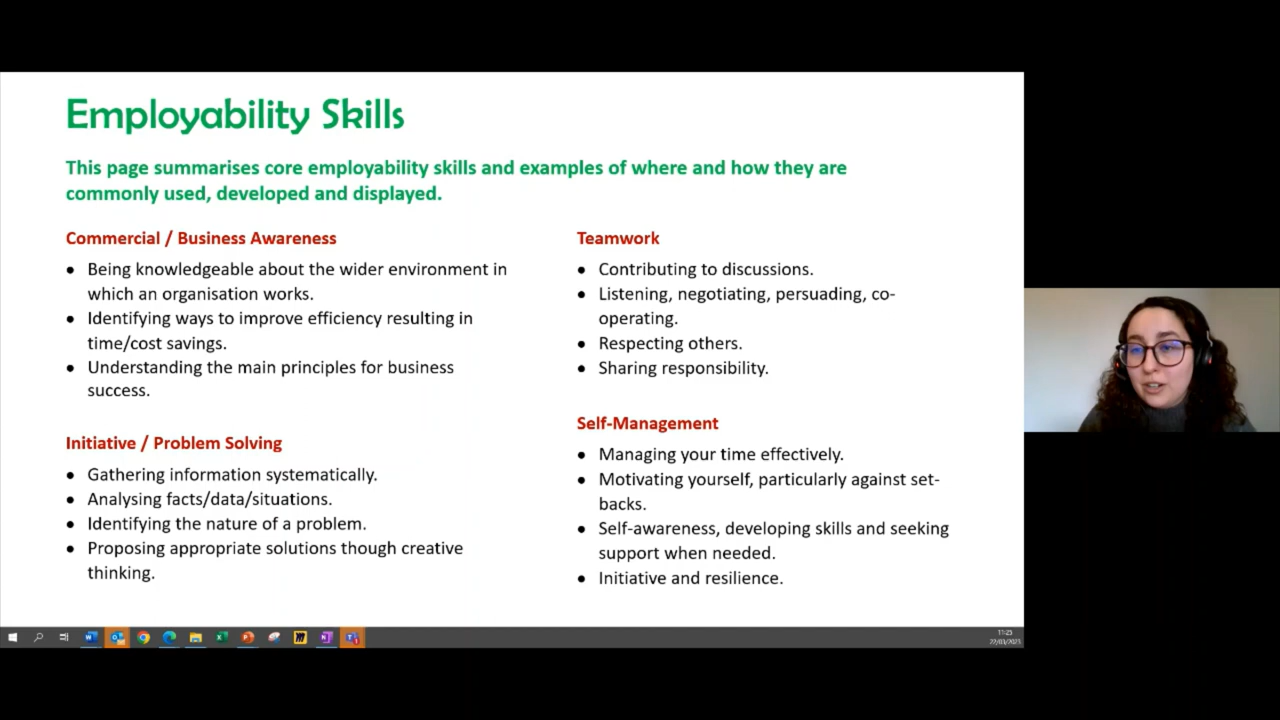 Employability Skills
This page summarises core employability skills and examples of where and how they are
commonly used, developed and displayed.
Commercial / Business Awareness
• Being knowledgeable about the wider environment in
which an organisation works.
• Identifying ways to improve efficiency resulting in
time/cost savings.
• Understanding the main principles for business
success.
Initiative / Problem Solving
• Gathering information systematically.
• Analysing facts/data/situations.
• Identifying the nature of a problem.
• Proposing appropriate solutions though creative
thinking.
Teamwork
• Contributing to discussions.
• Listening, negotiating, persuading, co-
operating.
• Respecting others.
• Sharing responsibility.
Self-Management
• Managing your time effectively.
• Motivating yourself, particularly against set-
backs.
• Self-awareness, developing skills and seeking
support when needed.
• Initiative and resilience.